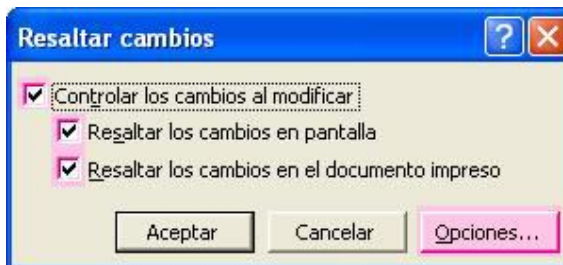 Resaltar cambios
Controlar los cambios al modificar
Resaltar los cambios en pantalla
Resaltar los cambios en el documento impreso
Aceptar Cancelar Opciones...